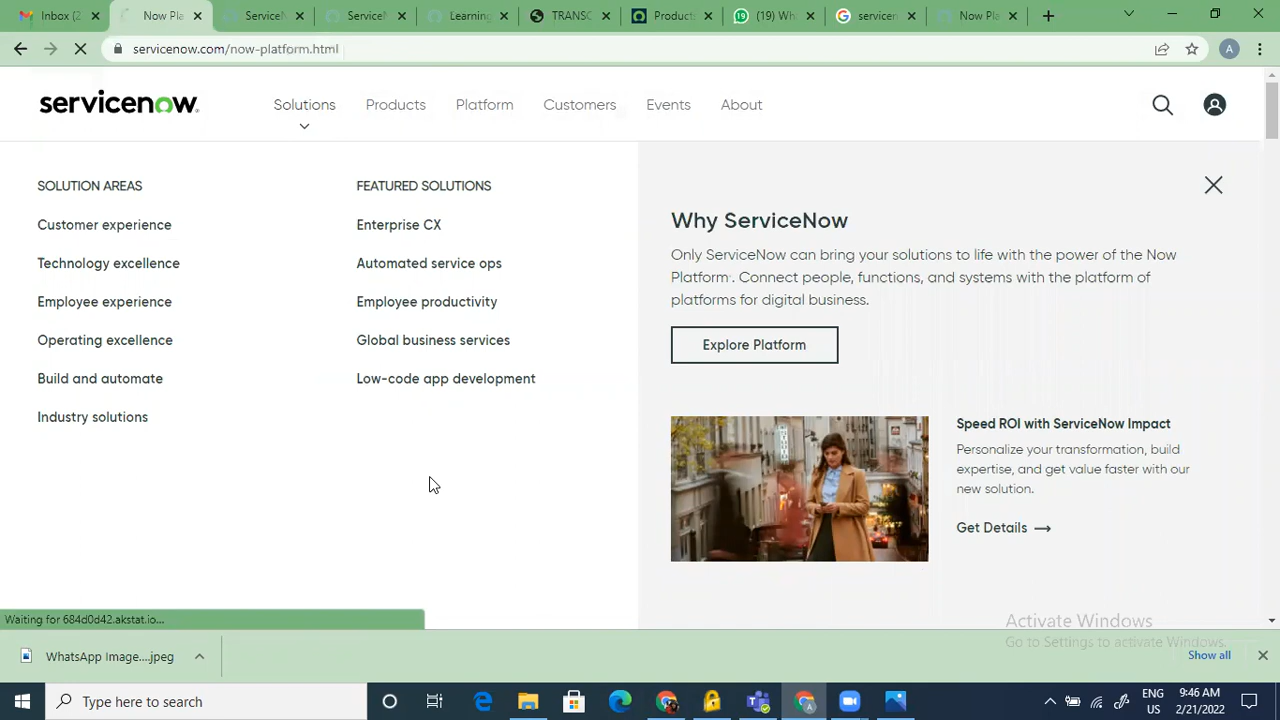 Inbox (2
Now Pla
ServiceN
ServiceN
Learning
TRANSC
Product
(19) Wh
servicen
Now Pla
servicenow.com/now-platform.html
A
servicenow
Solutions
Products
Platform
Customers
Events
About
SOLUTION AREAS
Customer experience
Technology excellence
Employee experience
Operating excellence
Build and automate
Industry solutions
FEATURED SOLUTIONS
Enterprise CX
Automated service ops
Employee productivity
Global business services
Low-code app development
Why ServiceNow
Only ServiceNow can bring your solutions to life with the power of the Now
Platform. Connect people, functions, and systems with the platform of
platforms for digital business.
Explore Platform
Speed ROI with ServiceNow Impact
Personalize your transformation, build
expertise, and get value faster with our
new solution.
Get Details
Waiting for 684d0d42.akstat.io...
Activate Windows
Go to Settings to activate Windows.
WhatsApp Image....jpeg
Show all
Type here to search
ENG
US
9:46 AM
2/21/2022